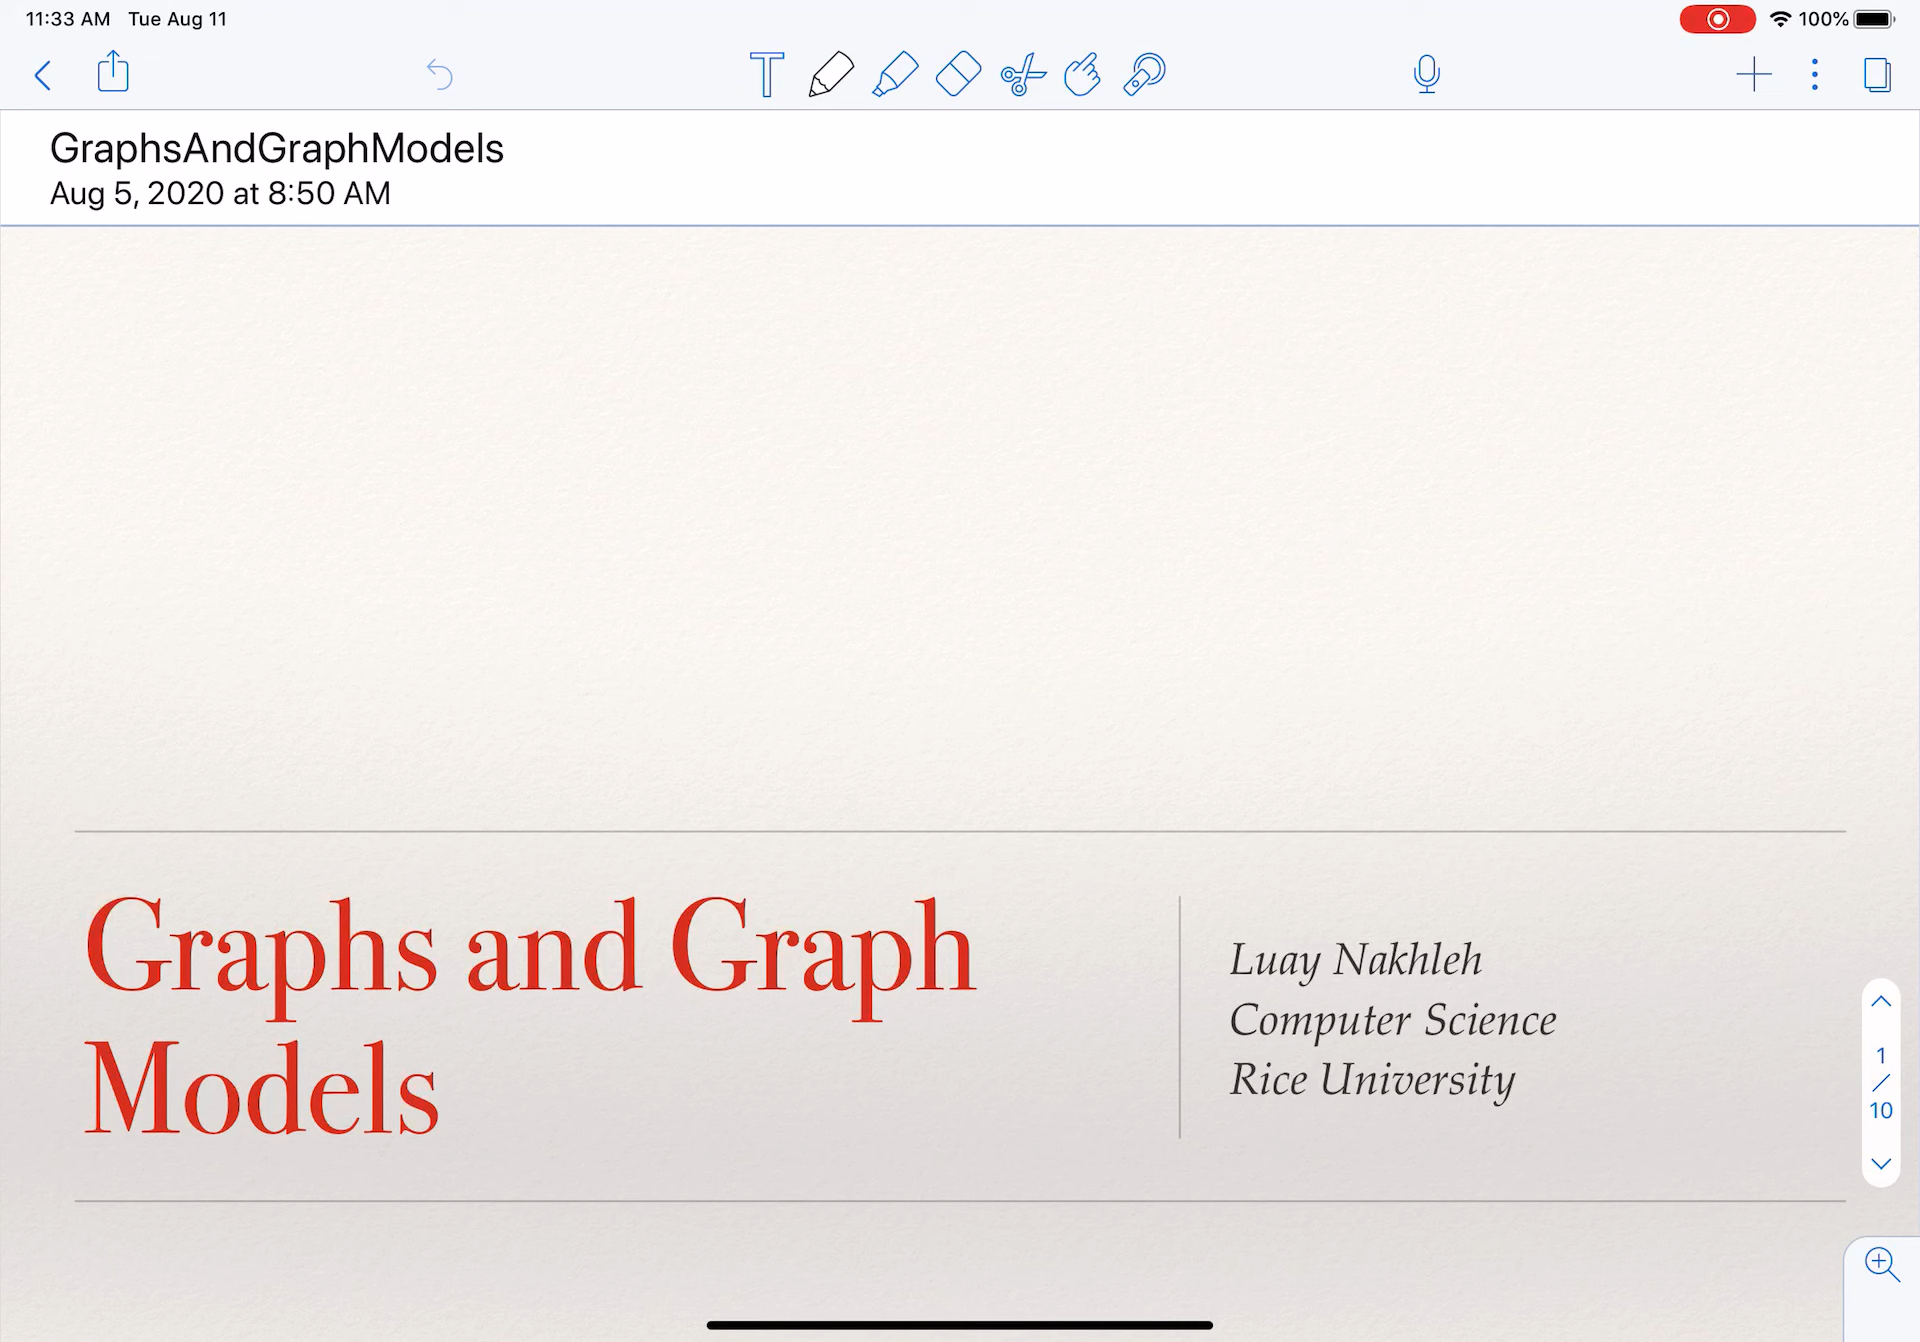 11:33 AM Tue Aug 11
100%
GraphsAndGraphModels
Aug 5, 2020 at 8:50 AM
Graphs and Graph
Models
Luay Nakhleh
Computer Science
Rice University
1
/
10